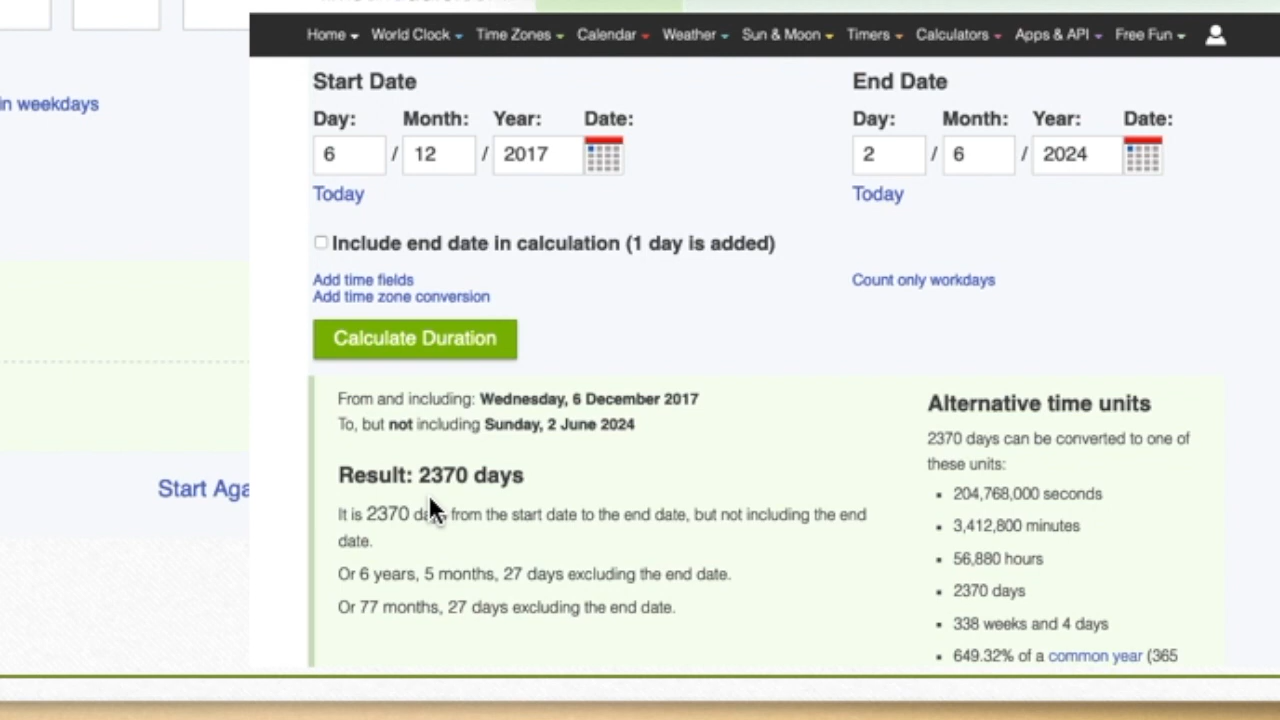 Home World Clock Time Zones Calendar Weather Sun & Moon Timers Calculators Apps & API Free Fun
in weekdays
Start Date
End Date
Day: Month: Year: Date:
Day: Month: Year: Date:
6 / 12 / 2017
2 / 6 / 2024
Today
Today
Include end date in calculation (1 day is added)
Add time fields
Add time zone conversion
Count only workdays
Calculate Duration
From and including: Wednesday, 6 December 2017
To, but not including Sunday, 2 June 2024
Result: 2370 days
It is 2370 days from the start date to the end date, but not including the end
date.
Or 6 years, 5 months, 27 days excluding the end date.
Or 77 months, 27 days excluding the end date.
Alternative time units
2370 days can be converted to one of
these units:
204,768,000 seconds
3,412,800 minutes
56,880 hours
2370 days
338 weeks and 4 days
649.32% of a common year (365
Start Aga